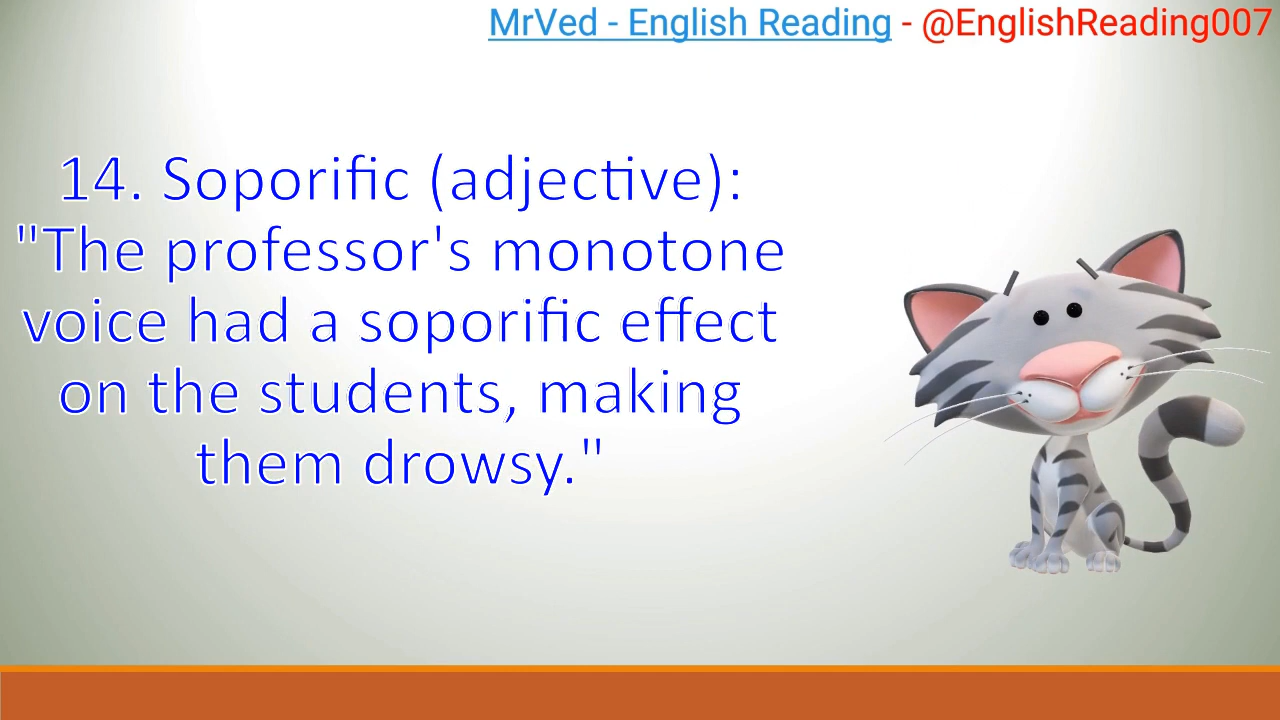 MrVed - English Reading - @EnglishReading007
14. Soporific (adjective):
"The professor's monotone
voice had a soporific effect
on the students, making
them drowsy."